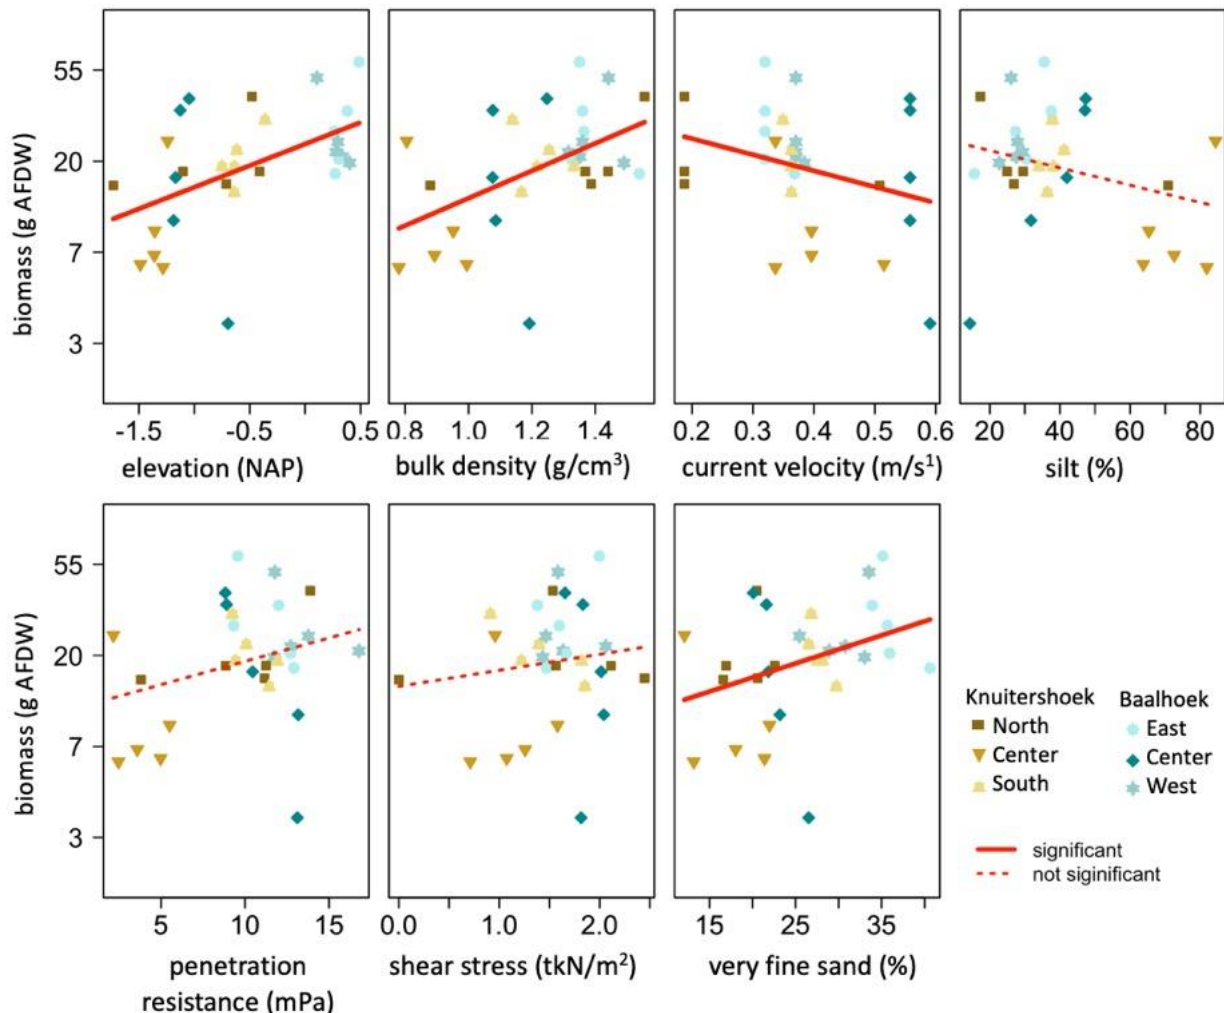 biomass (g AFDW)
55
20
7
3
-1.5 -0.5 0.5
elevation (NAP)
0.8 1.0 1.2 1.4
bulk density (g/cm³)
0.2 0.3 0.4 0.5 0.6
current velocity (m/s¹)
20 40 60 80
silt (%)
biomass (g AFDW)
55
20
7
3
5 10 15
penetration
resistance (mPa)
0.0 1.0 2.0
shear stress (tkN/m²)
15 25 35
very fine sand (%)
Knuitershoek
North
Center
South
Baalhoek
East
Center
West
significant
not siginificant